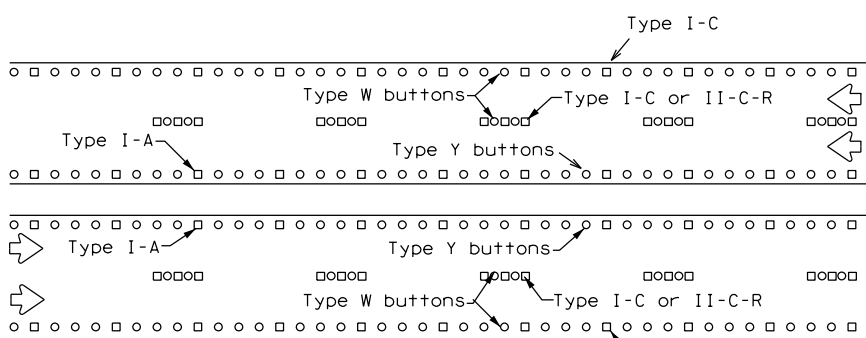 Type I-C
Type W buttons
Type I-C or II-C-R
Type I-A
Type Y buttons
Type I-A
Type Y buttons
Type W buttons
Type I-C or II-C-R